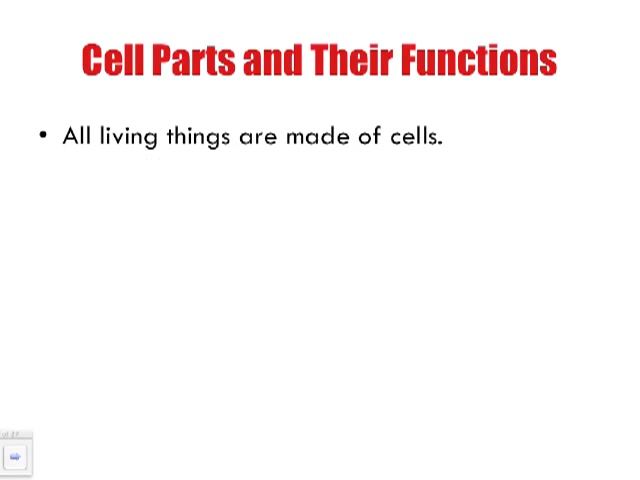 Cell Parts and Their Functions
• All living things are made of cells.